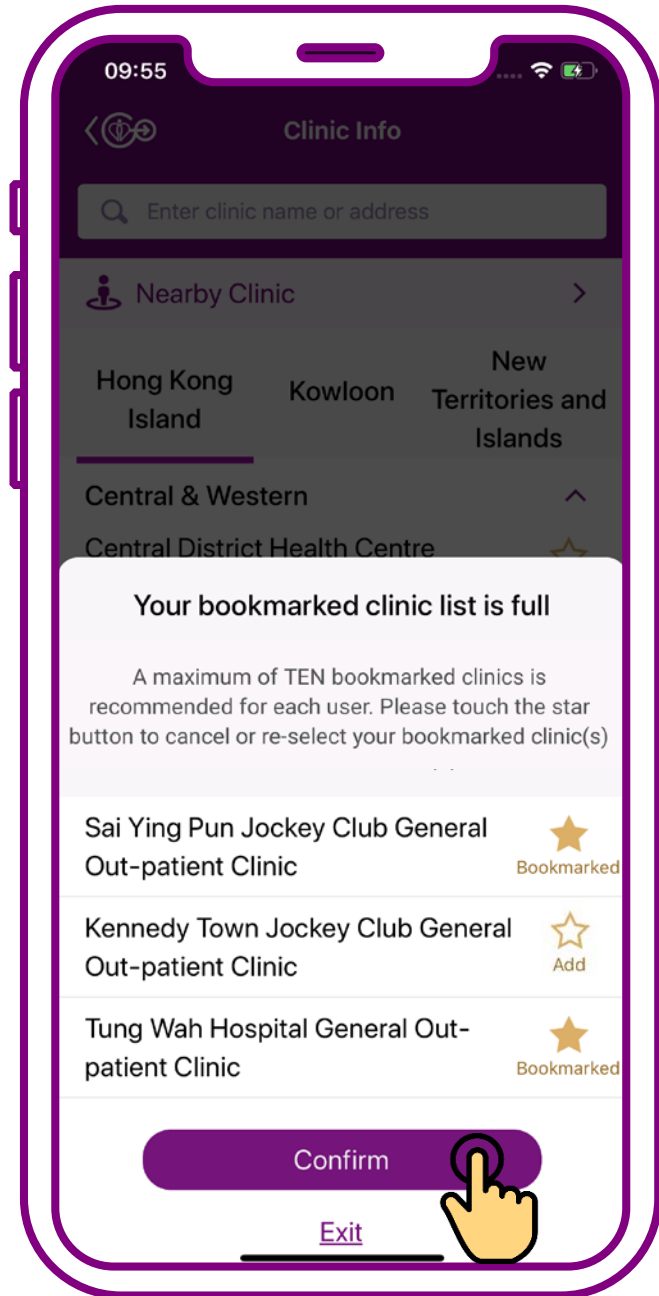 09:55
Clinic Info
Enter clinic name or address
Nearby Clinic
Hong Kong
Island
Kowloon
New
Territories and
Islands
Central & Western
Central District Health Centre
Your bookmarked clinic list is full
A maximum of TEN bookmarked clinics is
recommended for each user. Please touch the star
button to cancel or re-select your bookmarked clinic(s)
Sai Ying Pun Jockey Club General
Out-patient Clinic
Bookmarked
Kennedy Town Jockey Club General
Out-patient Clinic
Add
Tung Wah Hospital General Out-
patient Clinic
Bookmarked
Confirm
Exit